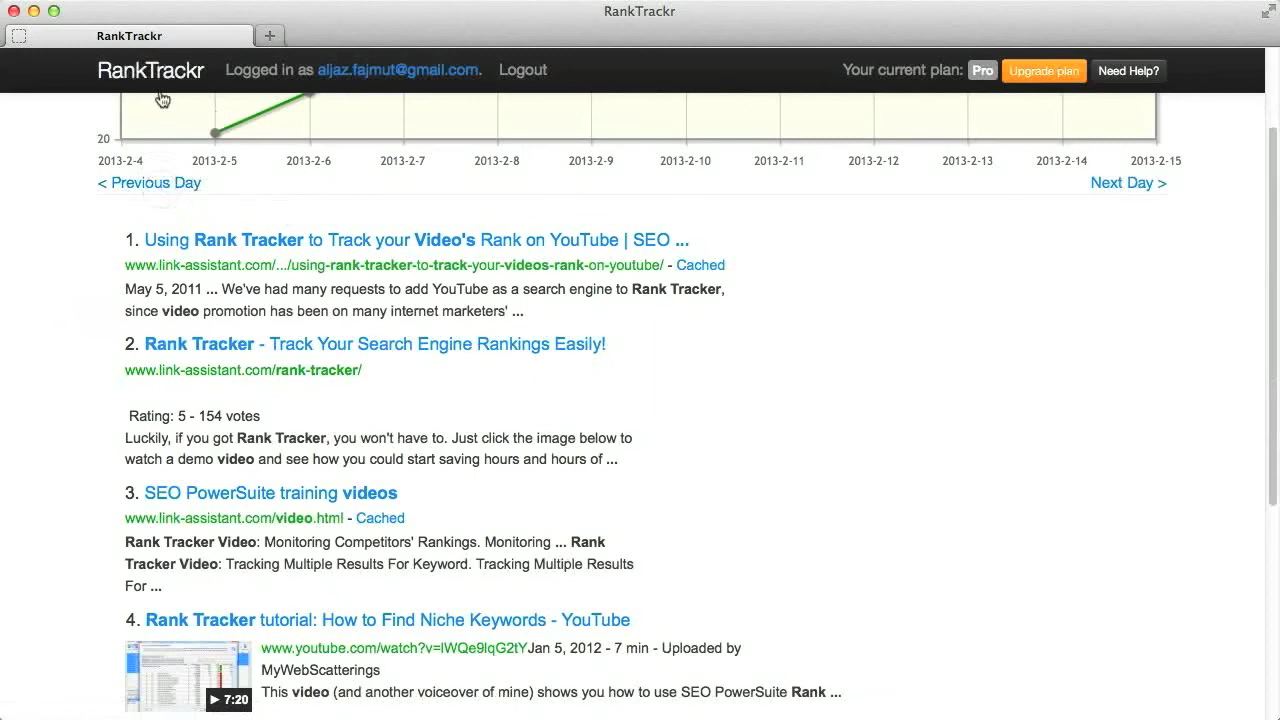 RankTrackr
RankTrackr
RankTrackr Logged in as aljaz.fajmut@gmail.com. Logout Your current plan: Pro Upgrade plan Need Help?
20
2013-2-4 2013-2-5 2013-2-6 2013-2-7 2013-2-8 2013-2-9 2013-2-10 2013-2-11 2013-2-12 2013-2-13 2013-2-14 2013-2-15
< Previous Day Next Day >
1. Using Rank Tracker to Track your Video's Rank on YouTube | SEO ...
www.link-assistant.com/.../using-rank-tracker-to-track-your-videos-rank-on-youtube/ - Cached
May 5, 2011 ... We've had many requests to add YouTube as a search engine to Rank Tracker,
since video promotion has been on many internet marketers' ...
2. Rank Tracker - Track Your Search Engine Rankings Easily!
www.link-assistant.com/rank-tracker/
Rating: 5 - 154 votes
Luckily, if you got Rank Tracker, you won't have to. Just click the image below to
watch a demo video and see how you could start saving hours and hours of ...
3. SEO PowerSuite training videos
www.link-assistant.com/video.html - Cached
Rank Tracker Video: Monitoring Competitors' Rankings. Monitoring ... Rank
Tracker Video: Tracking Multiple Results For Keyword. Tracking Multiple Results
For ...
4. Rank Tracker tutorial: How to Find Niche Keywords - YouTube
www.youtube.com/watch?v=lWQe9lqG2tYJan 5, 2012 - 7 min - Uploaded by
MyWebScatterings
This video (and another voiceover of mine) shows you how to use SEO PowerSuite Rank ...
7:20